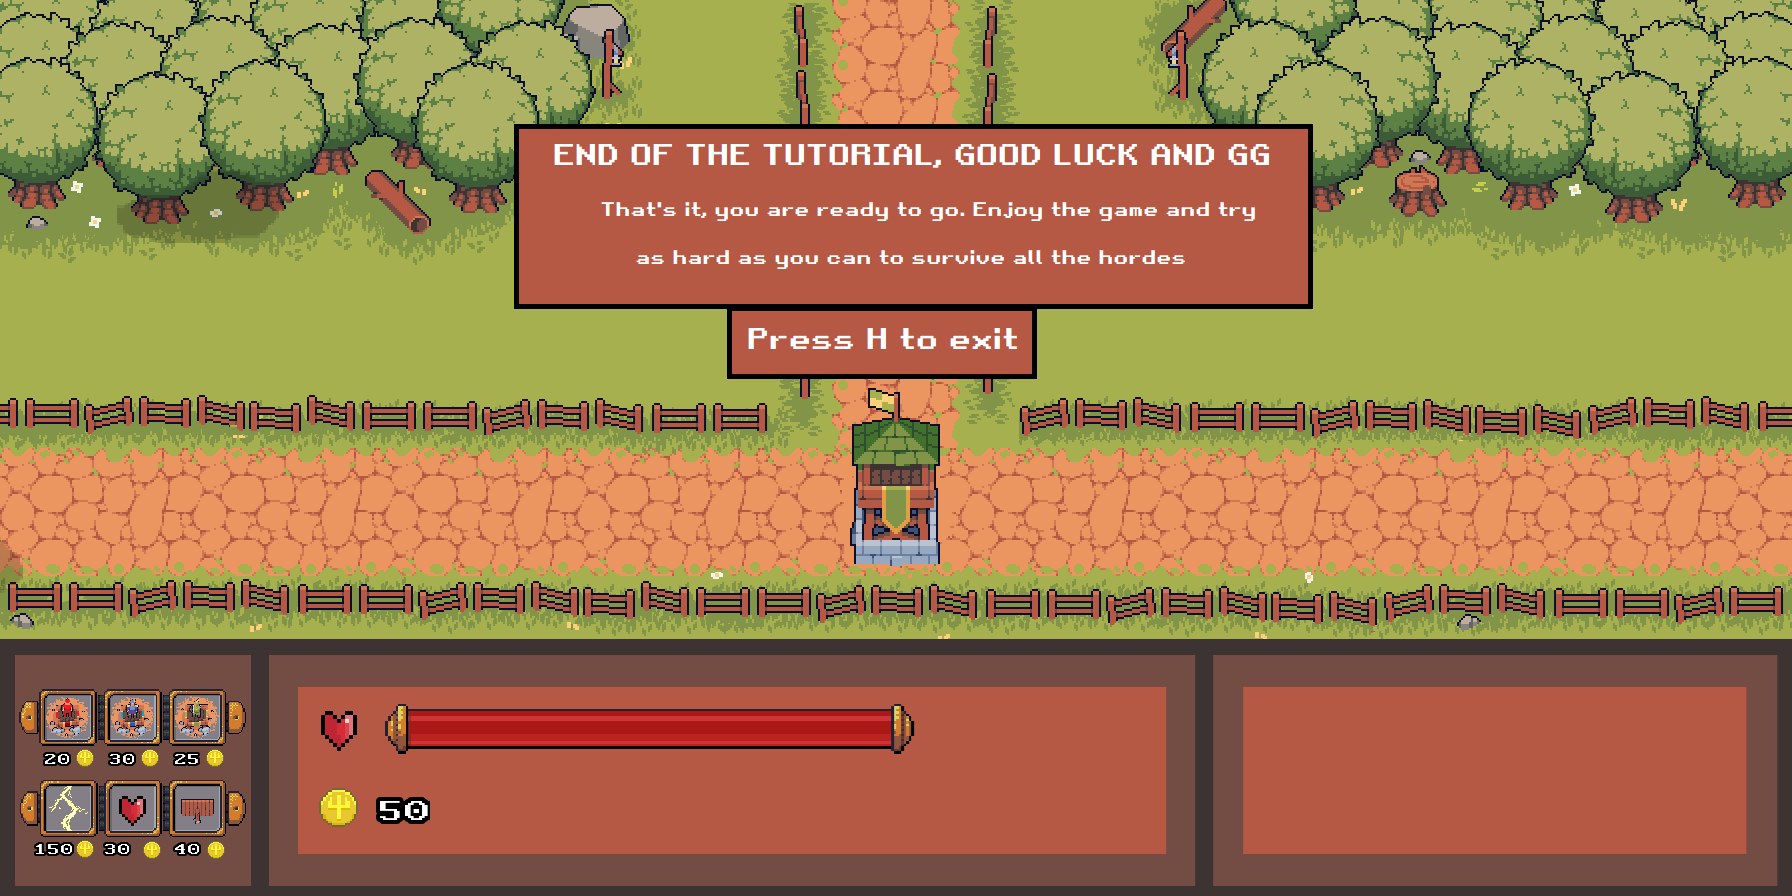 END OF THE TUTORIAL, GOOD LUCK AND GG
That's it, you are ready to go. Enjoy the game and try
as hard as you can to survive all the hordes
Press H to exit
20 30 25
50
150 30 40